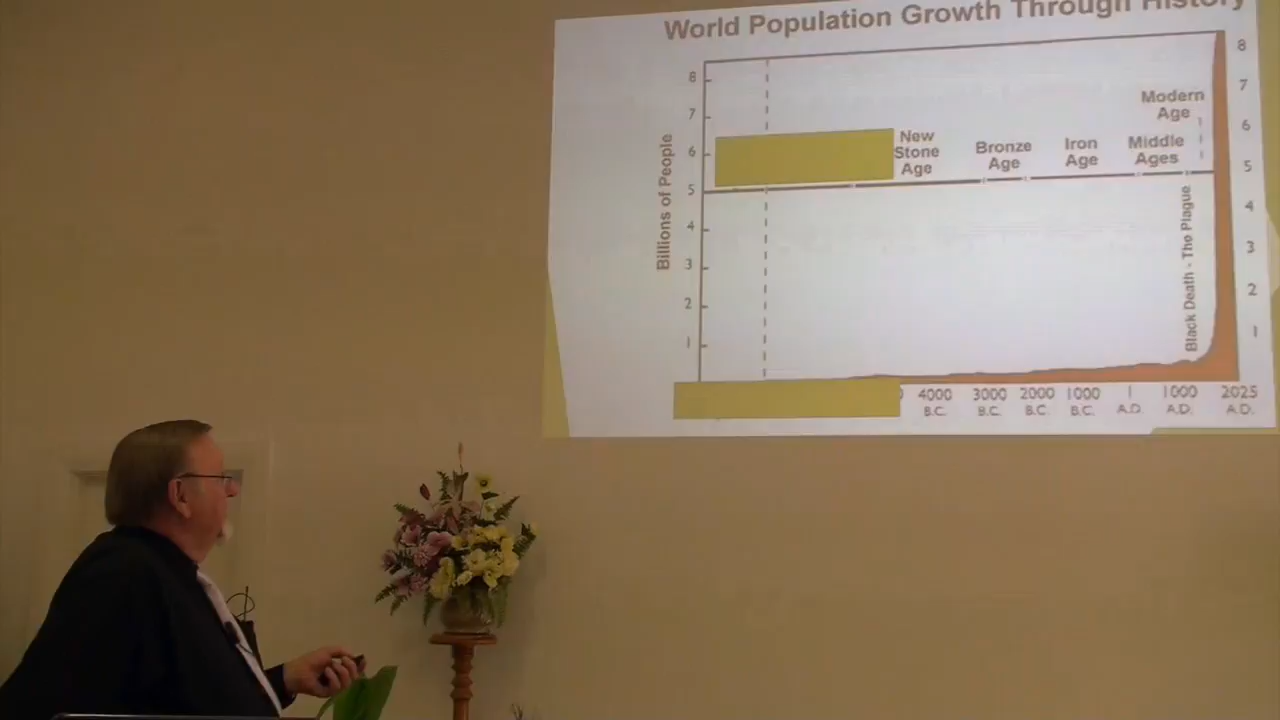 World Population Growth Through History
8
7
6
5
4
3
2
1
Billions of People
New
Stone
Age
Bronze
Age
Iron
Age
Middle
Ages
Modern
Age
Black Death - The Plague
8
7
6
5
4
3
2
1
4000
B.C.
3000
B.C.
2000
B.C.
1000
B.C.
1
A.D.
1000
A.D.
2025
A.D.